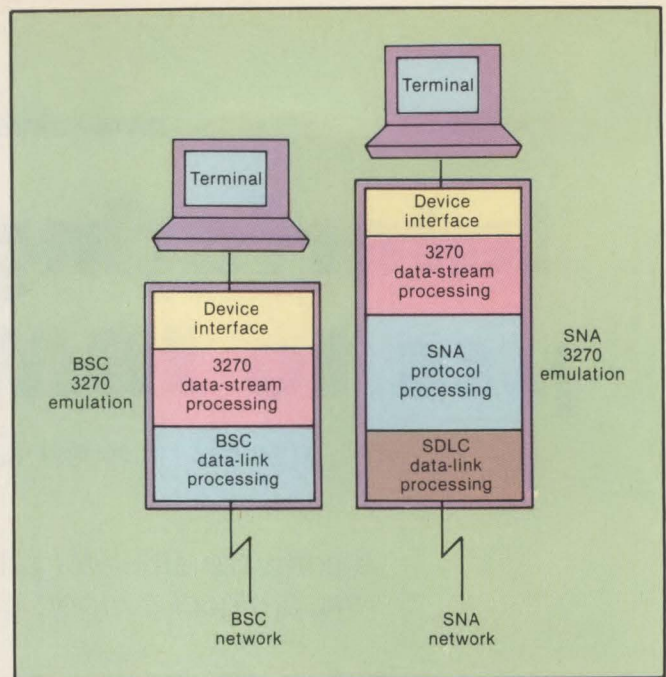 Terminal
Device
interface
3270
data-stream
processing
BSC
data-link
processing
BSC
3270
emulation
BSC
network
Terminal
Device
interface
3270
data-stream
processing
SNA
protocol
processing
SDLC
data-link
processing
SNA
3270
emulation
SNA
network